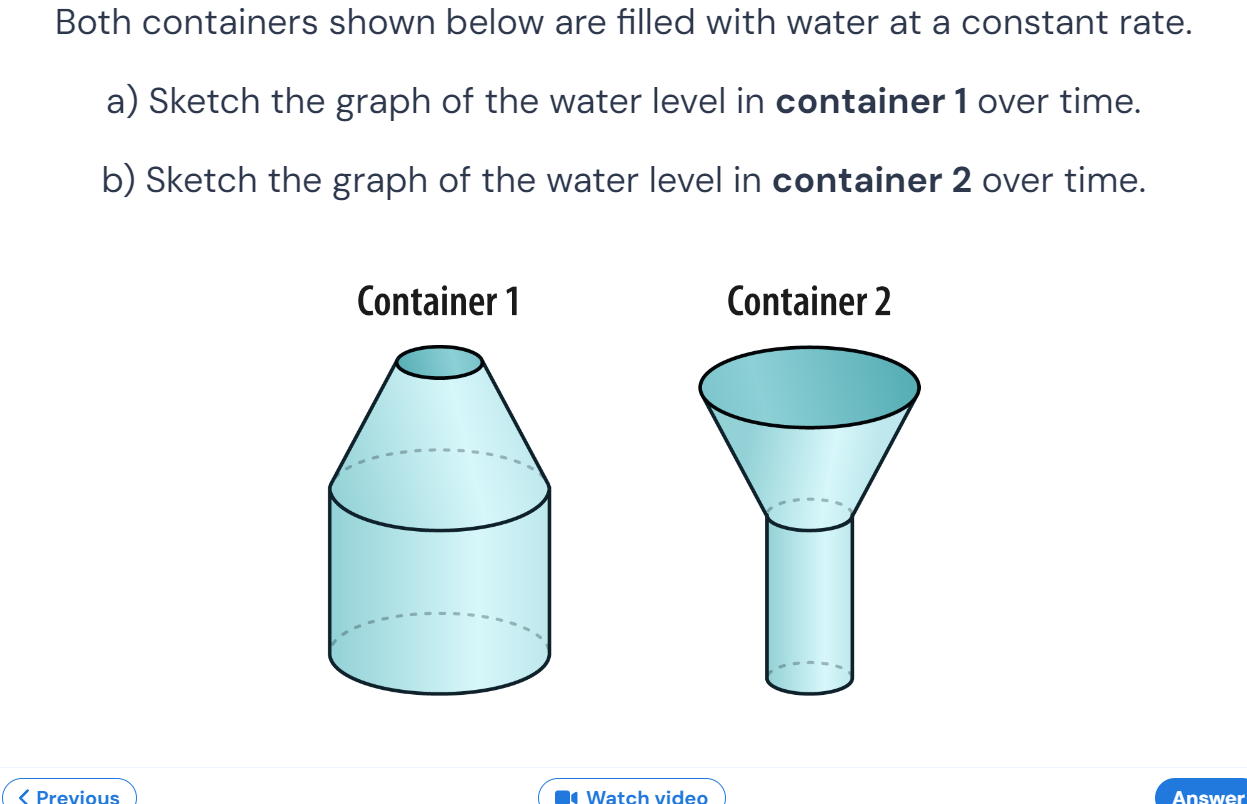 Both containers shown below are filled with water at a constant rate.
a) Sketch the graph of the water level in container 1 over time.
b) Sketch the graph of the water level in container 2 over time.
Container 1 Container 2
Previous Watch video Answer